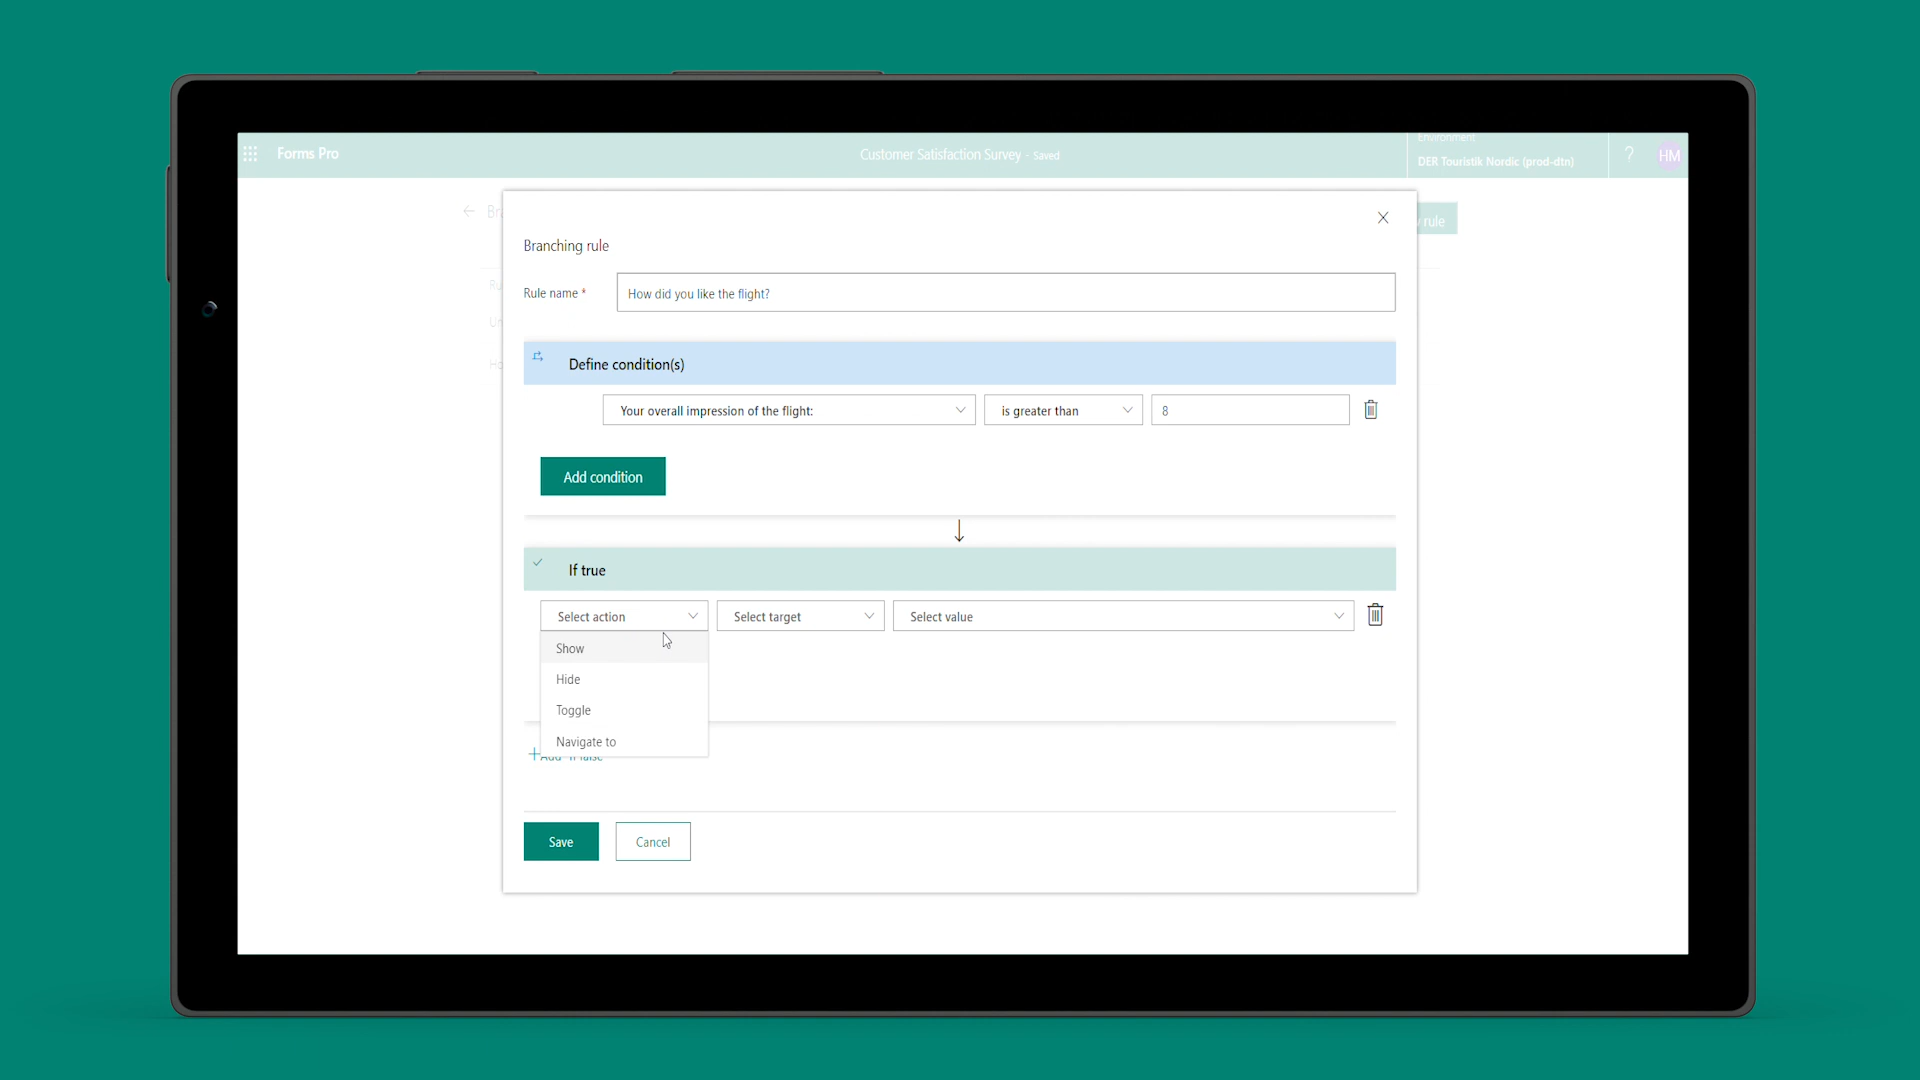 Forms Pro
Customer Satisfaction Survey - Saved
Environment
DER Touristik Nordic (prod-dtn)
?
HM
rule
Branching rule
Rule name *
How did you like the flight?
Define condition(s)
Your overall impression of the flight:
is greater than
8
Add condition
If true
Select action
Select target
Select value
Show
Hide
Toggle
Navigate to
Save
Cancel